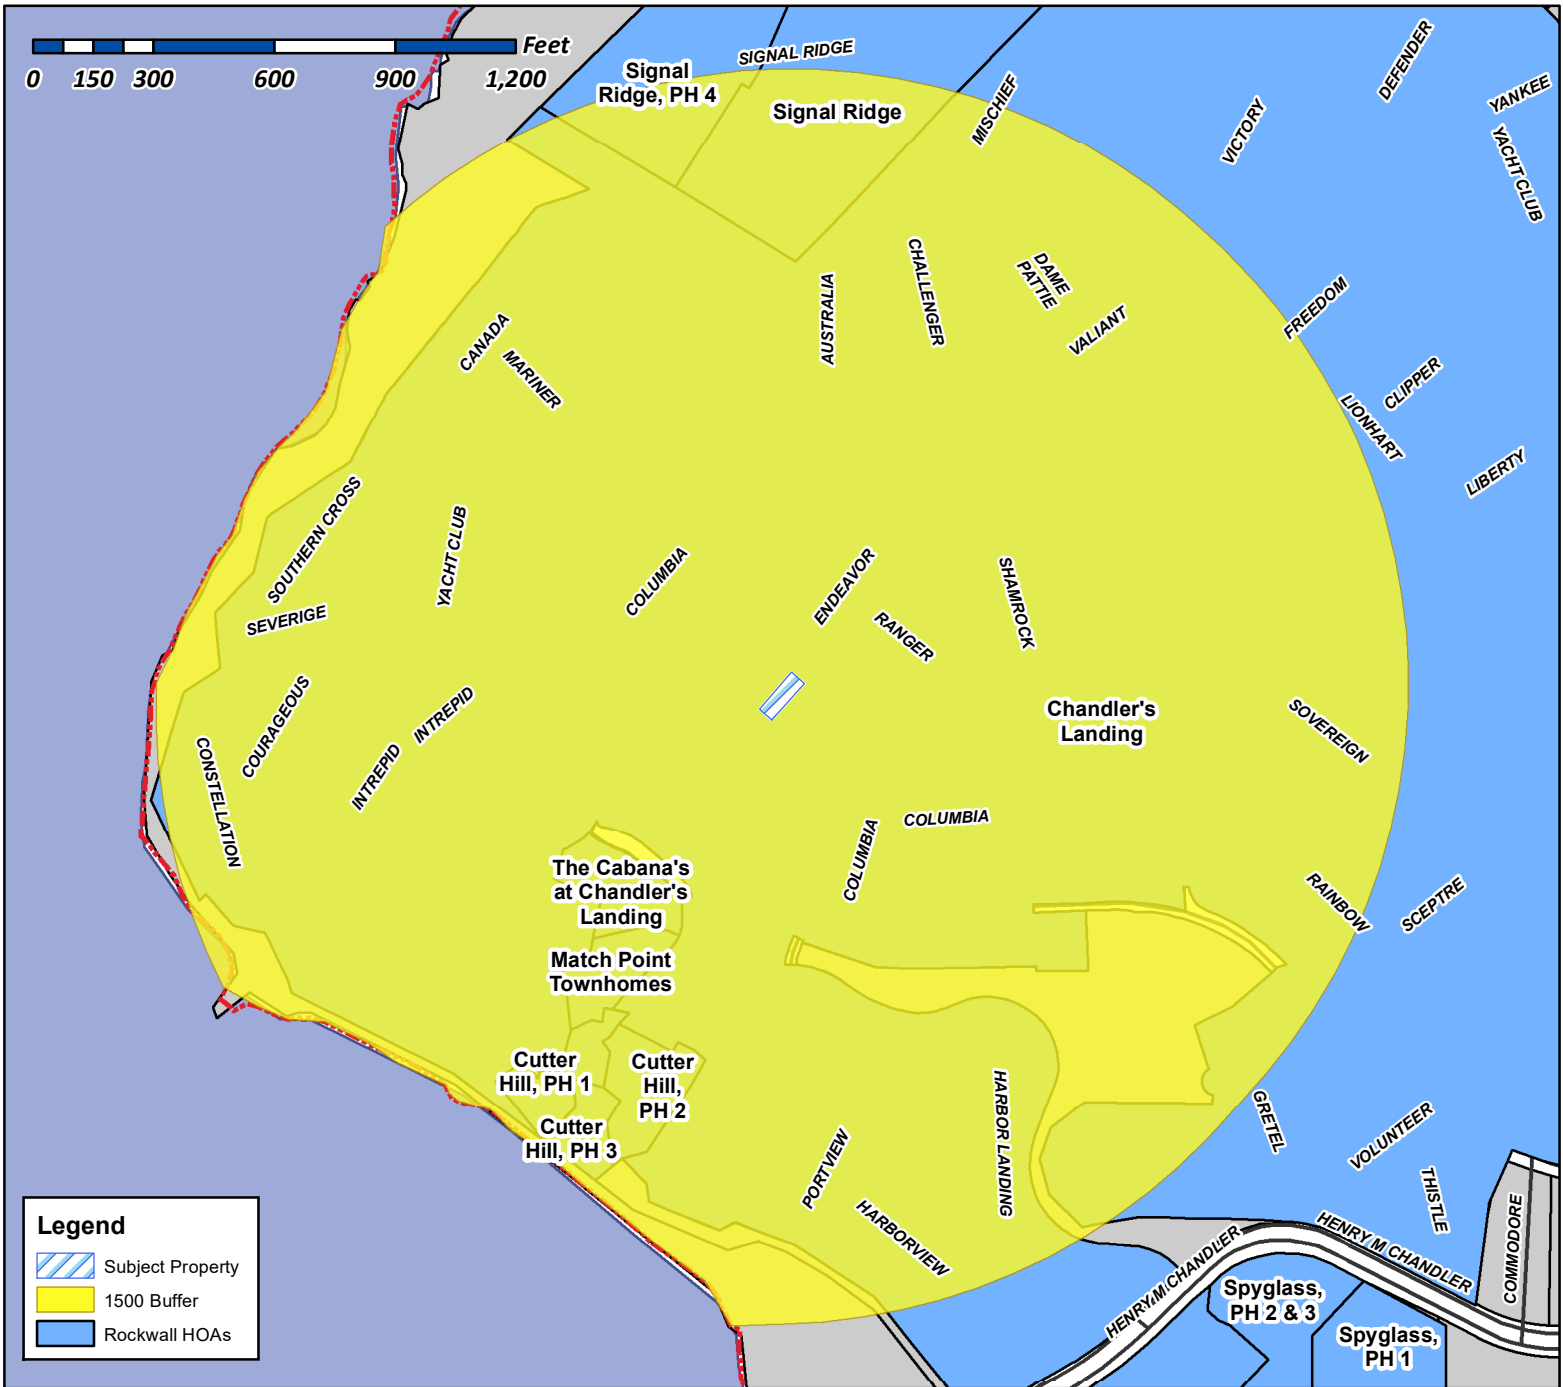 Feet
0 150 300 600 900 1,200
SIGNAL RIDGE
Signal
Ridge, PH 4
Signal Ridge
MISCHIEF
VICTORY
DEFENDER
YANKEE
YACHT CLUB
CANADA
MARINER
AUSTRALIA
CHALLENGER
DAME
PATTIE
VALIANT
FREEDOM
CLIPPER
LIONHART
LIBERTY
SOUTHERN CROSS
SEVERIGE
YACHT CLUB
COLUMBIA
ENDEAVOR
RANGER
SHAMROCK
COURAGEOUS
INTREPID
INTREPID
CONSTELLATION
Chandler's
Landing
SOVEREIGN
COLUMBIA
COLUMBIA
The Cabana's
at Chandler's
Landing
Match Point
Townhomes
RAINBOW
SCEPTRE
Cutter
Hill, PH 1
Cutter
Hill,
PH 2
Cutter
Hill, PH 3
HARBOR LANDING
PORTVIEW
HARBORVIEW
GRETEL
VOLUNTEER
THISTLE
COMMODORE
HENRY M CHANDLER
HENRY M CHANDLER
Spyglass,
PH 2 & 3
Spyglass,
PH 1
Legend
Subject Property
1500 Buffer
Rockwall HOAs